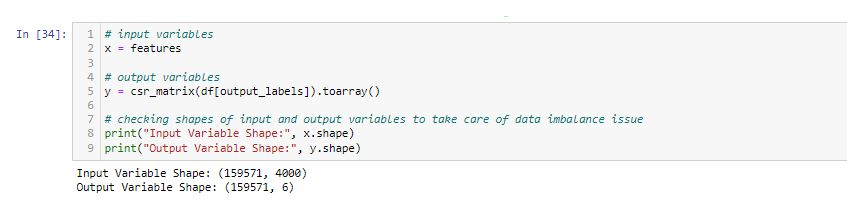 In [34]:
1 # input variables
2 x = features
3
4 # output variables
5 y = csr_matrix(df[output_labels]).toarray()
6
7 # checking shapes of input and output variables to take care of data imbalance issue
8 print("Input Variable Shape:", x.shape)
9 print("Output Variable Shape:", y.shape)
Input Variable Shape: (159571, 4000)
Output Variable Shape: (159571, 6)